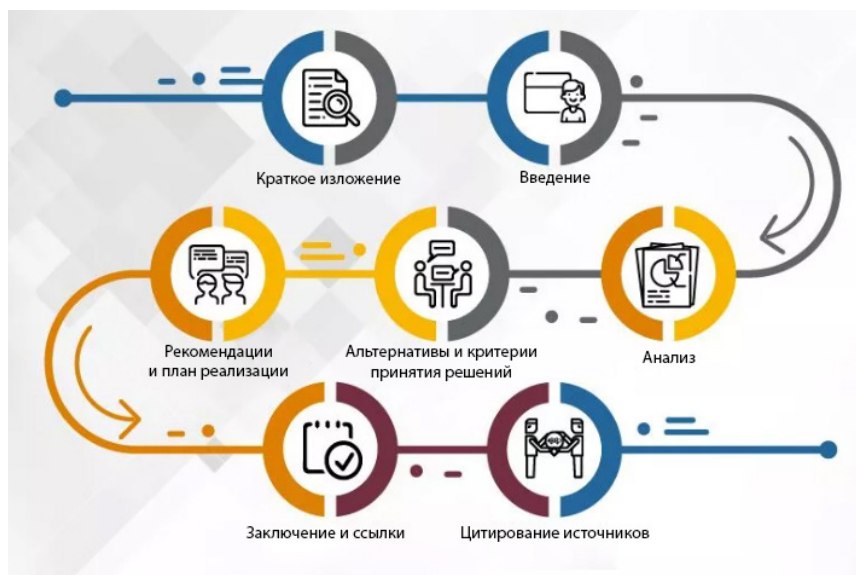 Краткое изложение
Введение
Анализ
Альтернативы и критерии
принятия решений
Рекомендации
и план реализации
Заключение и ссылки
Цитирование источников